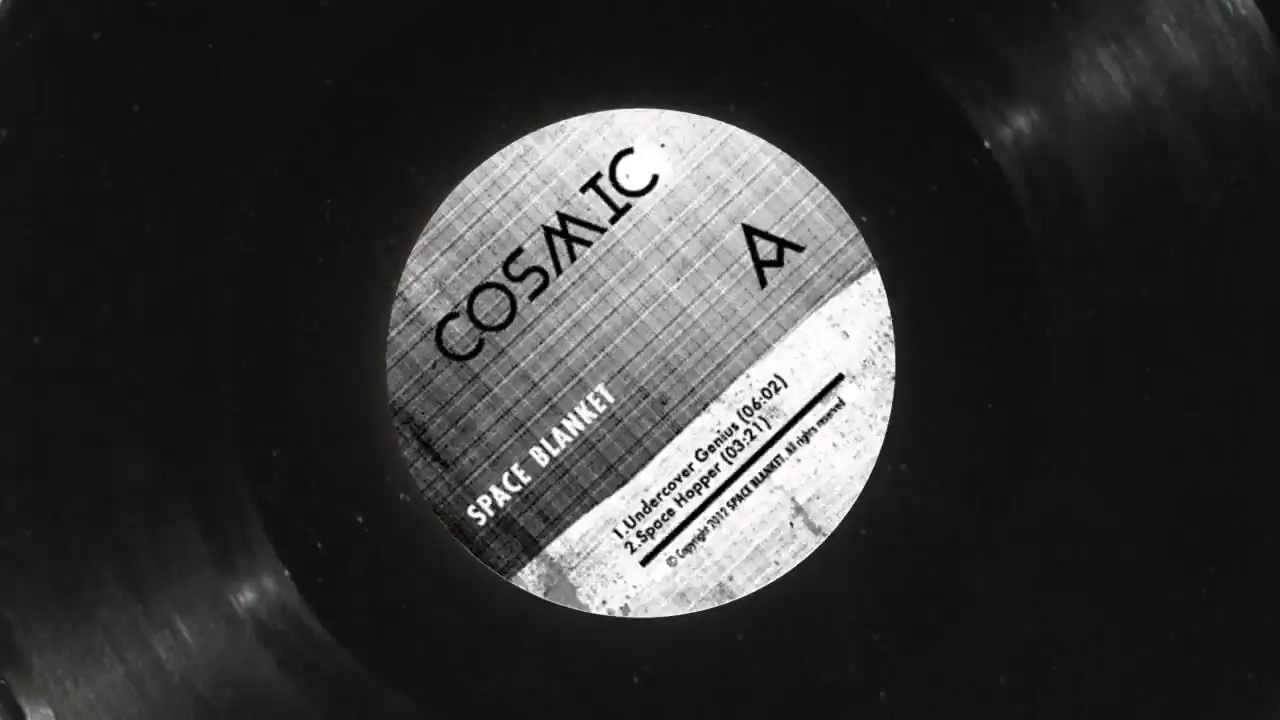 COSMIC
A
SPACE BLANKET
1.Undercover Genius (06:02)
2.Space Hopper (03:21)
© Copyright 2012 SPACE BLANKET. All rights reserved